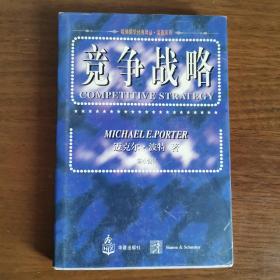 竞争战略
COMPETITIVE STRATEGY
MICHAEL E.PORTER
迈克尔·波特 著
华夏出版社
Simon & Schuster